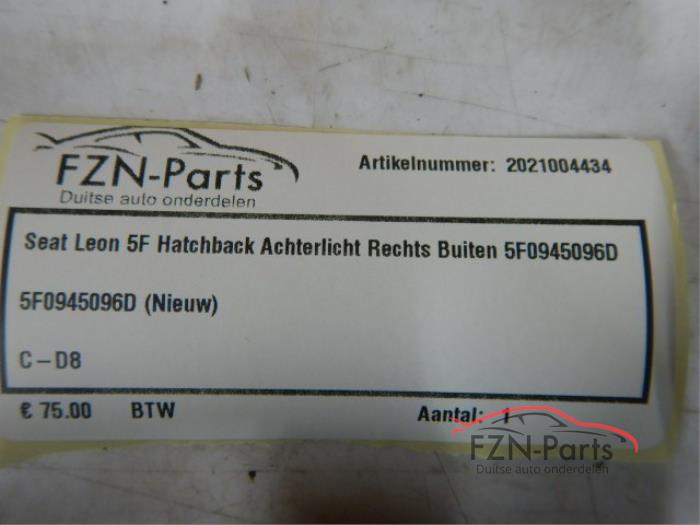 FZN-Parts
Duitse auto onderdelen
Artikelnummer: 2021004434
Seat Leon 5F Hatchback Achterlicht Rechts Buiten 5F0945096D
5F0945096D (Nieuw)
C-D8
€ 75.00 BTW Aantal: 1
FZN-Parts
Duitse auto onderdelen